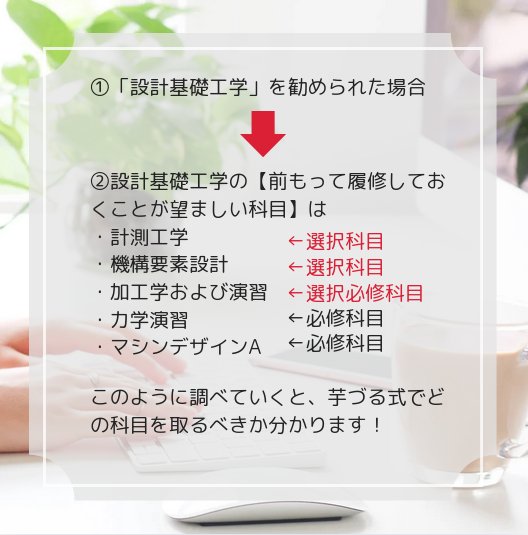 ①「設計基礎工学」を勧められた場合
②設計基礎工学の【前もって履修してお
くことが望ましい科目】は
・計測工学 ←選択科目
・機構要素設計 ←選択科目
・加工学および演習 ←選択必修科目
・力学演習 ←必修科目
・マシンデザインA ←必修科目
このように調べていくと、芋づる式でど
の科目を取るべきか分かります！